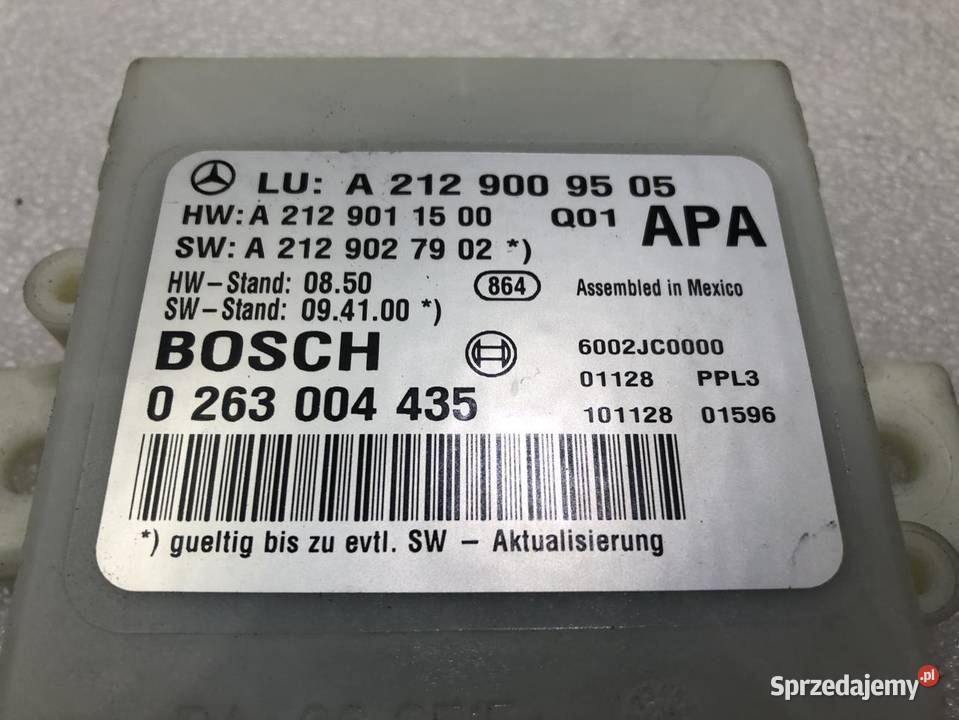 LU: A 212 900 95 05
HW: A 212 901 15 00 Q01 APA
SW: A 212 902 79 02 *)
HW-Stand: 08.50 864 Assembled in Mexico
SW-Stand: 09.41.00 *)
BOSCH 6002JC0000
01128 PPL3
0 263 004 435 101128 01596
*) gueltig bis zu evtl. SW - Aktualisierung
Sprzedajemy.pl